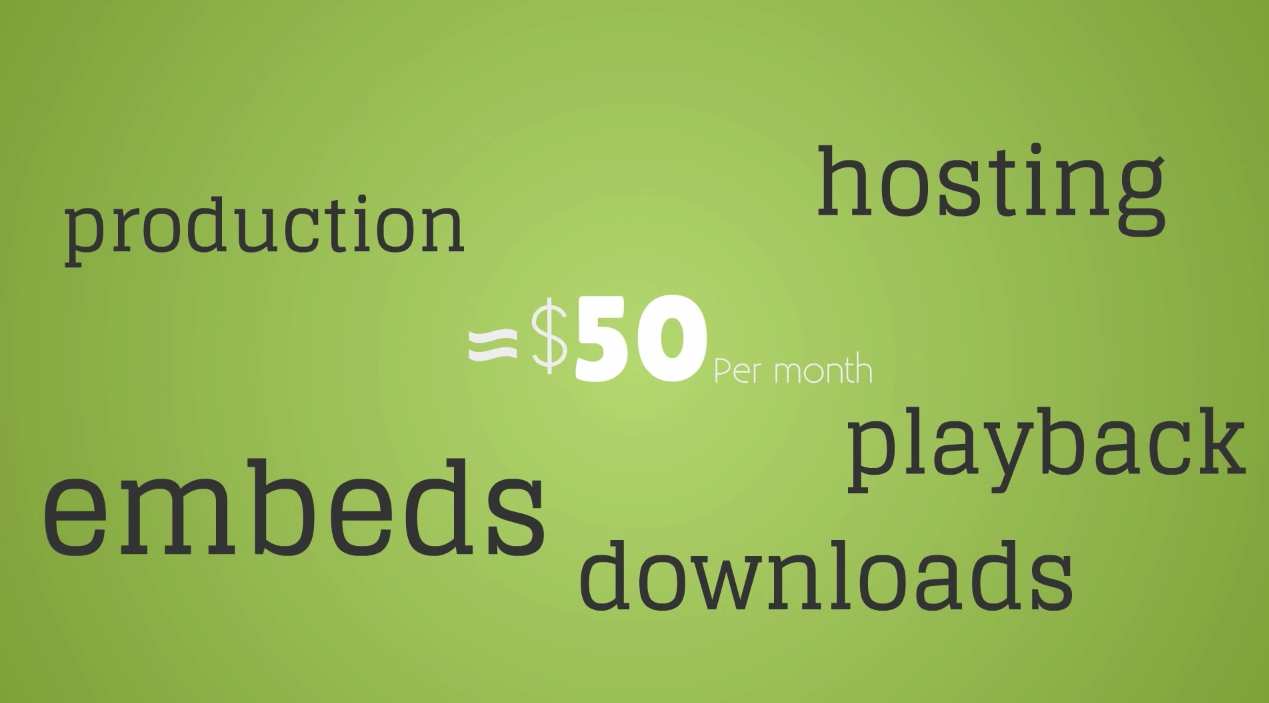 hosting
production
≈ $50 Per month
playback
embeds
downloads